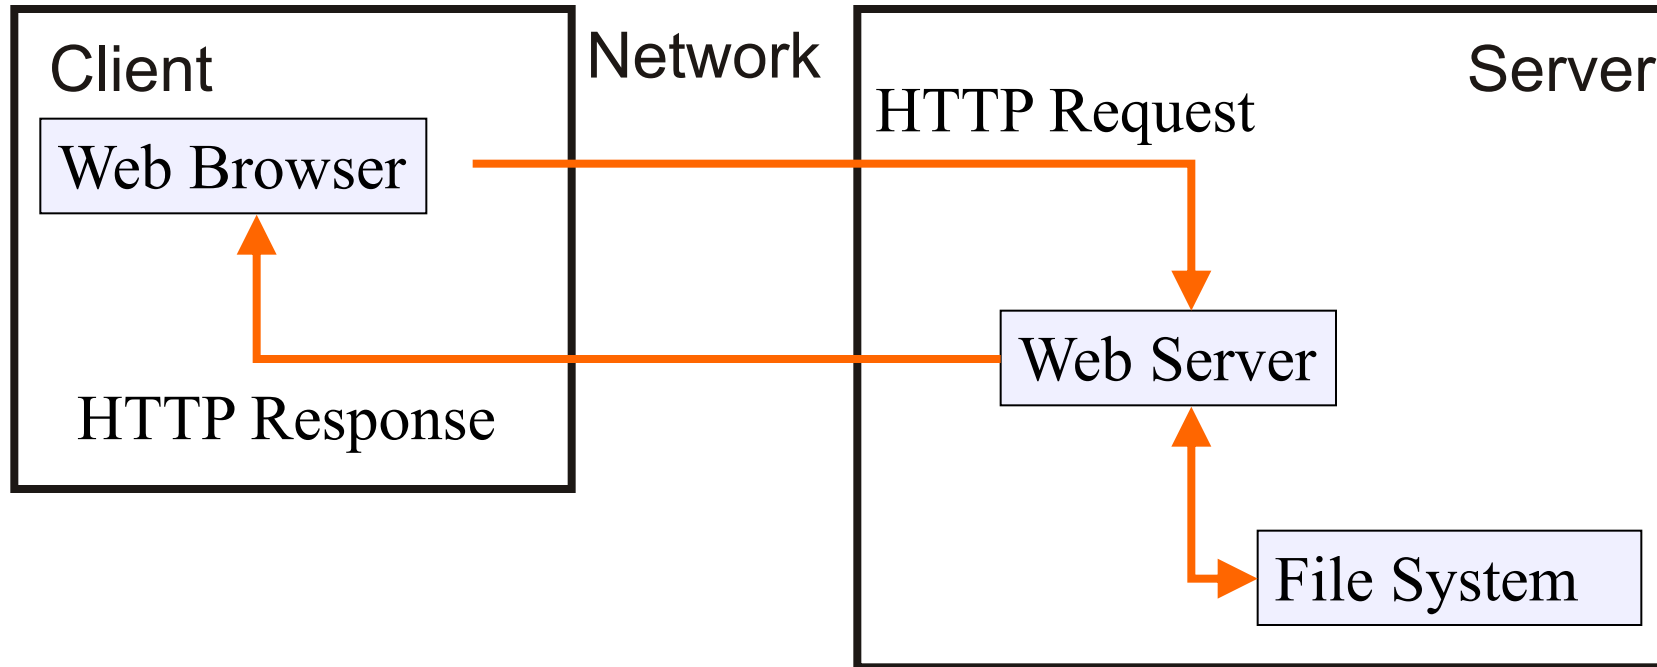 Client
Network
Server
HTTP Request
Web Browser
Web Server
HTTP Response
File System